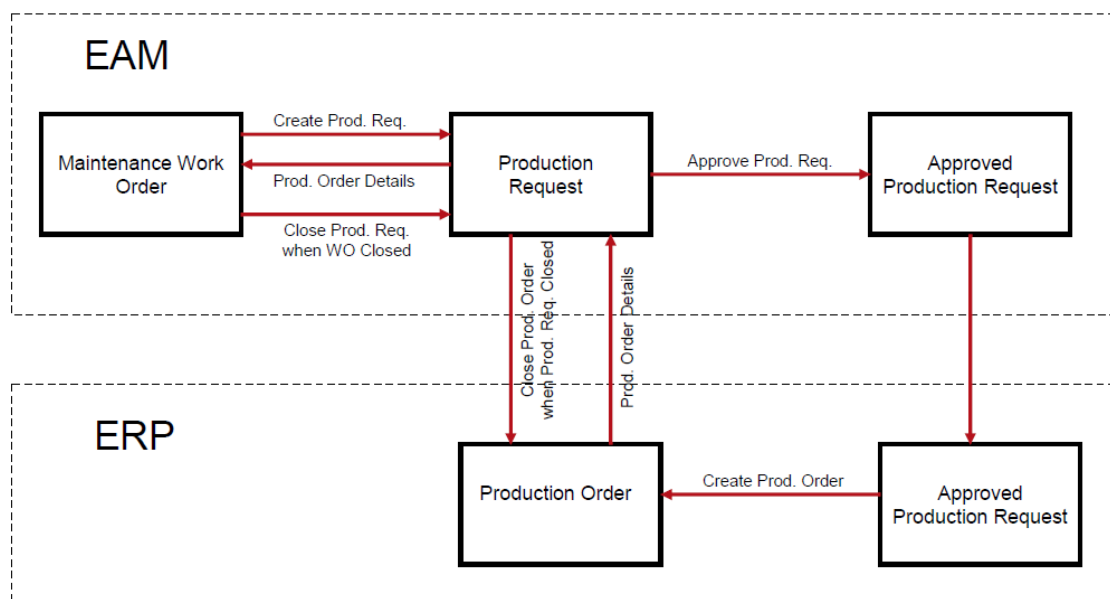 EAM
Maintenance Work
Order
Create Prod. Req.
Prod. Order Details
Close Prod. Req.
when WO Closed
Production
Request
Approve Prod. Req.
Approved
Production Request
Close Prod. Order
when Prod. Req. Closed
Prod. Order Details
ERP
Production Order
Create Prod. Order
Approved
Production Request